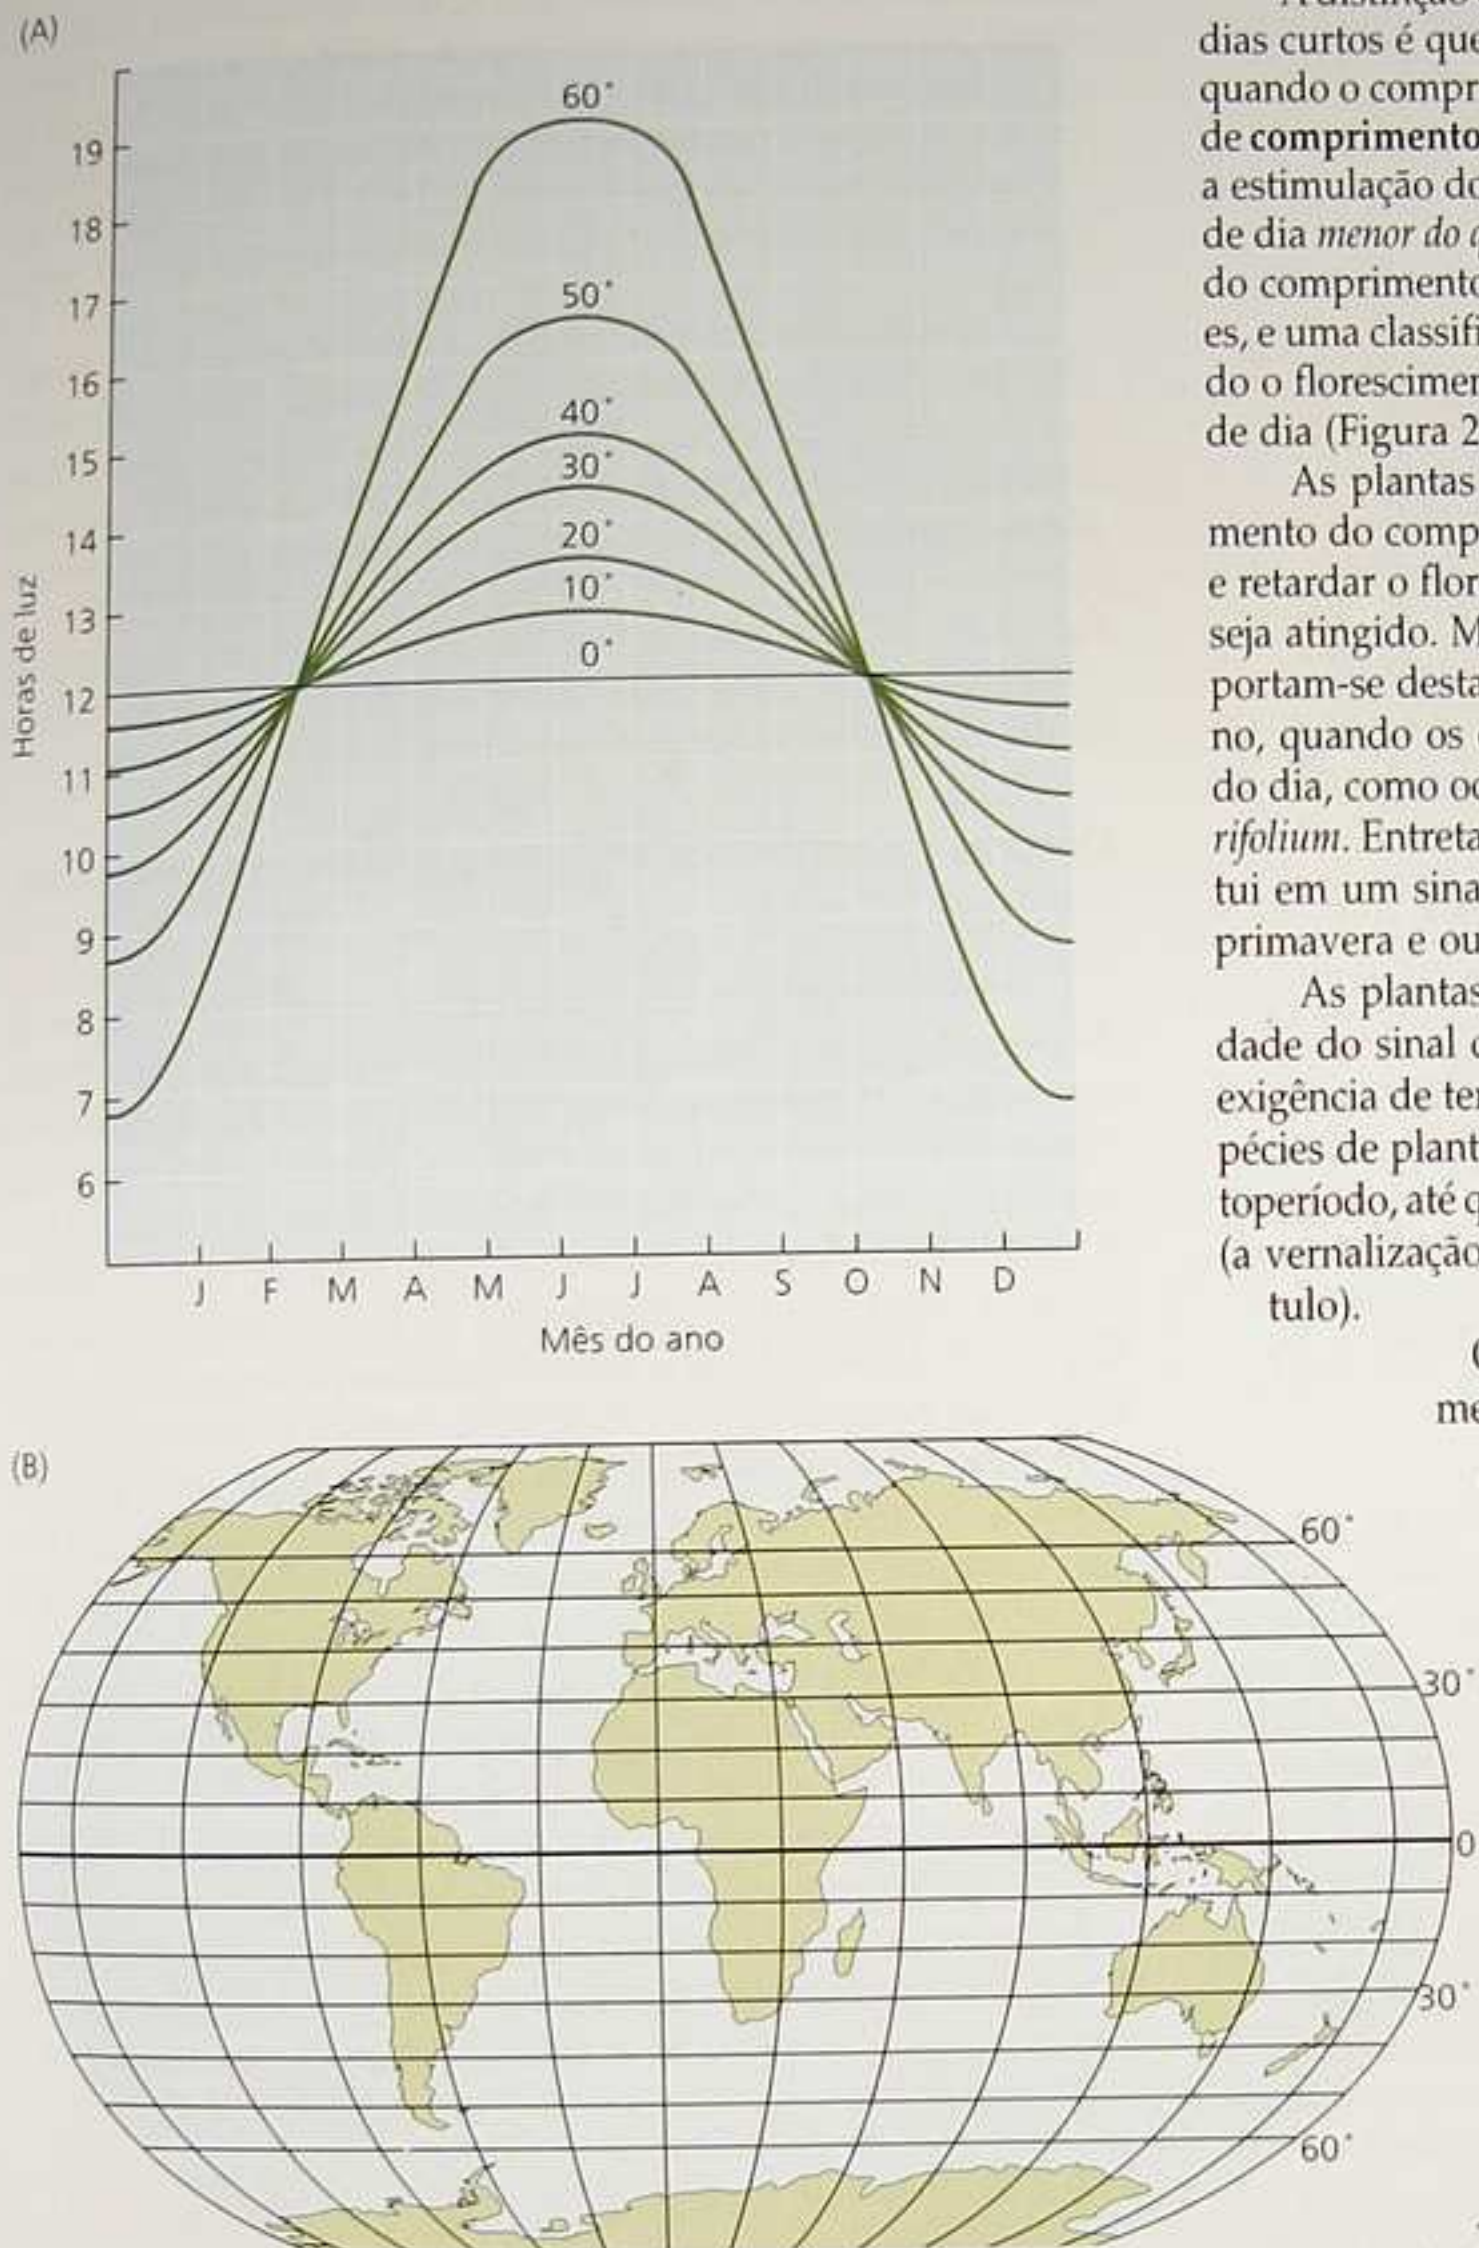 (A)
60°
50°
40°
30°
20°
10°
0°
19
18
17
16
15
14
13
12
11
10
9
8
7
6
Horas de luz
J F M A M J J A S O N D
Mês do ano
(B)
60°
30°
0
30°
60°
A distinção
dias curtos é que
quando o compr
de comprimento
a estimulação do
de dia menor do
do comprimento
es, e uma classifi
do o florescimen
de dia (Figura 2
As plantas
mento do comp
e retardar o flor
seja atingido. M
portam-se desta
no, quando os
do dia, como oc
rifolium. Entreta
tui em um sina
primavera e ou
As plantas
dade do sinal
exigência de ter
pécies de plant
toperíodo, até
(a vernalização
tulo).
me